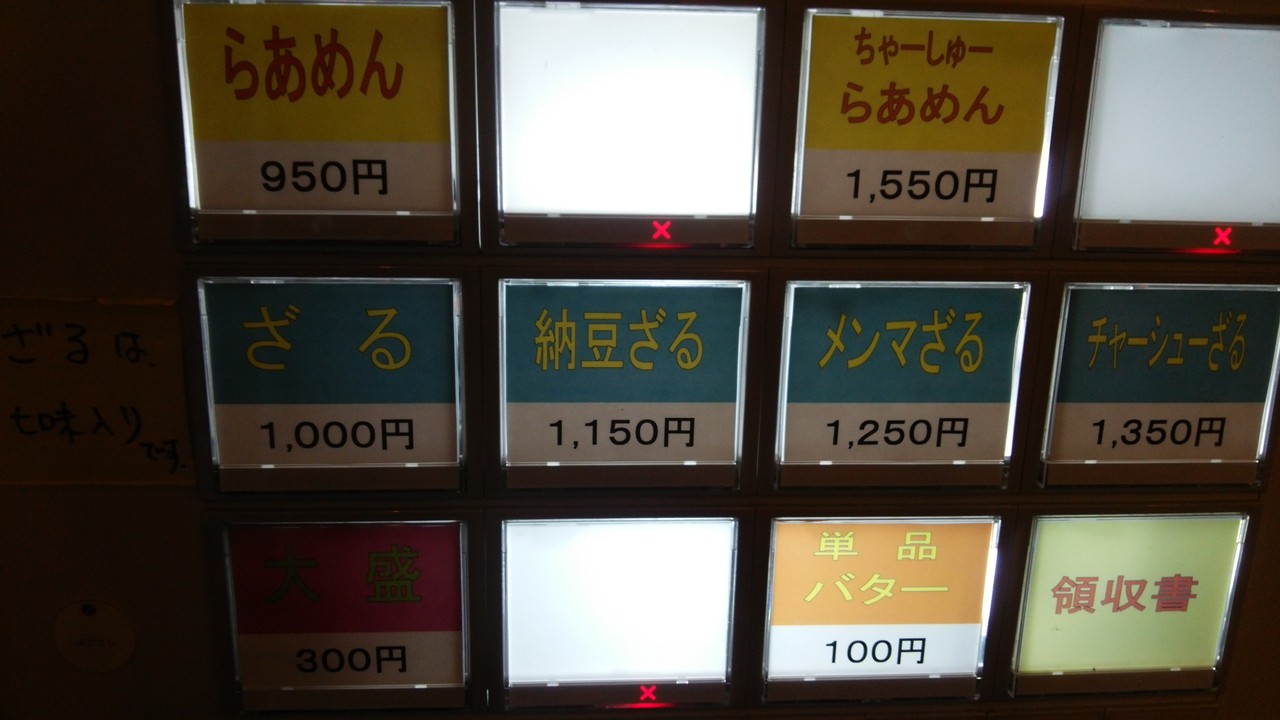 らあめん
950円
ちゃーしゅー
らあめん
1,550円
ざる
1,000円
納豆ざる
1,150円
メンマざる
1,250円
チャーシューざる
1,350円
ざるは、
七味入り
です。
大盛
300円
単品
バター
100円
領収書